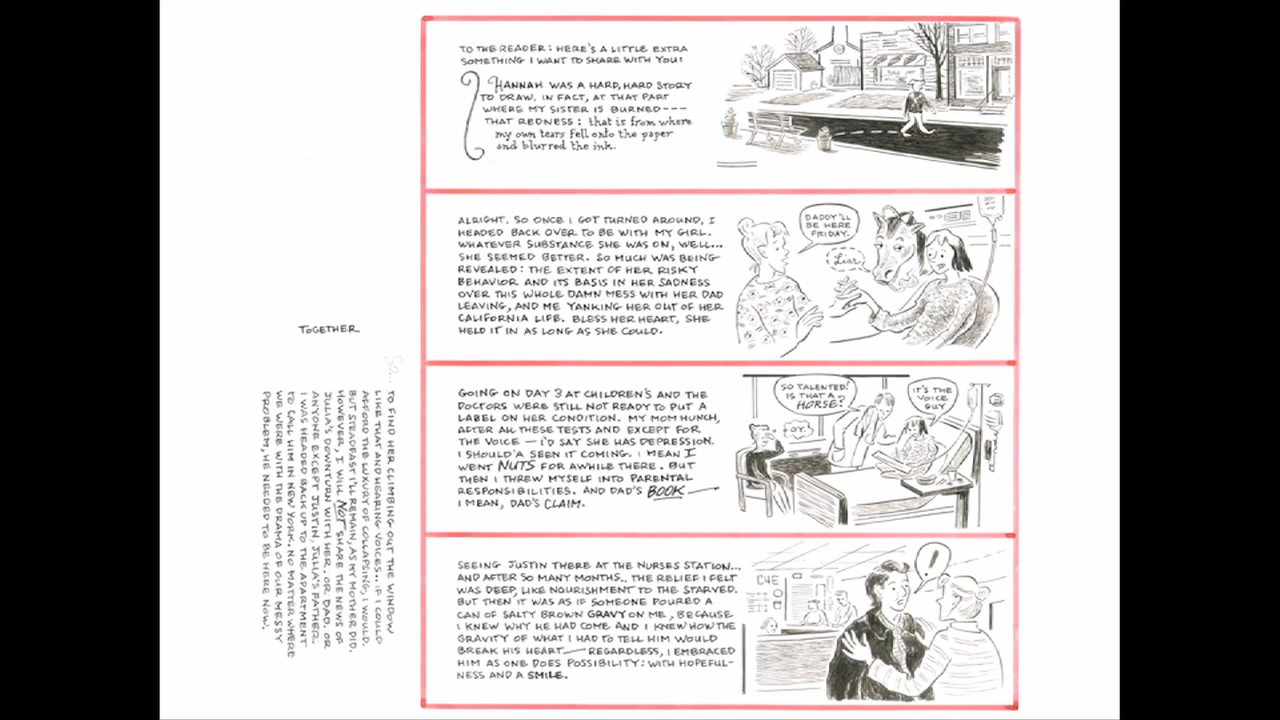 TO THE READER: HERE'S A LITTLE EXTRA
SOMETHING I WANT TO SHARE WITH YOU:
HANNAH WAS A HARD, HARD STORY
TO DRAW. IN FACT, AT THAT PART
WHERE MY SISTER IS BURNED---
THAT REDNESS: that is from where
my own tears fell onto the paper
and blurred the ink.
ALRIGHT. SO ONCE I GOT TURNED AROUND, I
HEADED BACK OVER TO BE WITH MY GIRL.
WHATEVER SUBSTANCE SHE WAS ON, WELL...
SHE SEEMED BETTER. SO MUCH WAS BEING
REVEALED: THE EXTENT OF HER RISKY
BEHAVIOR AND ITS BASIS IN HER SADNESS
OVER THIS WHOLE DAMN MESS WITH HER DAD
LEAVING, AND ME YANKING HER OUT OF HER
CALIFORNIA LIFE. BLESS HER HEART, SHE
HELD IT IN AS LONG AS SHE COULD.
DADDY'LL
BE HERE
FRIDAY.
Liar.
GOING ON DAY 3 AT CHILDREN'S AND THE
DOCTORS WERE STILL NOT READY TO PUT A
LABEL ON HER CONDITION. MY MOM HUNCH,
AFTER ALL THESE TESTS AND EXCEPT FOR
THE VOICE — I'D SAY SHE HAS DEPRESSION.
I SHOULD'A SEEN IT COMING. I MEAN I
WENT NUTS FOR AWHILE THERE. BUT
THEN I THREW MYSELF INTO PARENTAL
RESPONSIBILITIES. AND DAD'S BOOK —
I MEAN, DAD'S CLAIM.
SO TALENTED!
IS THAT A
HORSE?
IT'S THE
VOICE
GUY
OY.
SEEING JUSTIN THERE AT THE NURSES STATION...
AND AFTER SO MANY MONTHS.. THE RELIEF I FELT
WAS DEEP, LIKE NOURISHMENT TO THE STARVED.
BUT THEN IT WAS AS IF SOMEONE POURED A
CAN OF SALTY BROWN GRAVY ON ME, BECAUSE
I KNEW WHY HE HAD COME AND I KNEW HOW THE
GRAVITY OF WHAT I HAD TO TELL HIM WOULD
BREAK HIS HEART — REGARDLESS, I EMBRACED
HIM AS ONE DOES POSSIBILITY: WITH HOPEFUL-
NESS AND A SMILE.
!
TOGETHER.
So...
TO FIND HER CLIMBING OUT THE WINDOW
LIKE THAT AND HEARING VOICES... IF I COULD
AFFORD THE LUXURY OF COLLAPSING, I WOULD.
BUT STEADFAST I'LL REMAIN, AS MY MOTHER DID.
HOWEVER, I WILL NOT SHARE THE NEWS OF
JULIA'S DOWNTURN WITH HER. OR DAD. OR
ANYONE EXCEPT JUSTIN, JULIA'S FATHER.
I WAS HEADED BACK UP TO THE APARTMENT
TO CALL HIM IN NEW YORK. NO MATTER WHERE
WE WERE WITH THE DRAMA OF OUR MESSY
PROBLEM, HE NEEDED TO BE HERE NOW.